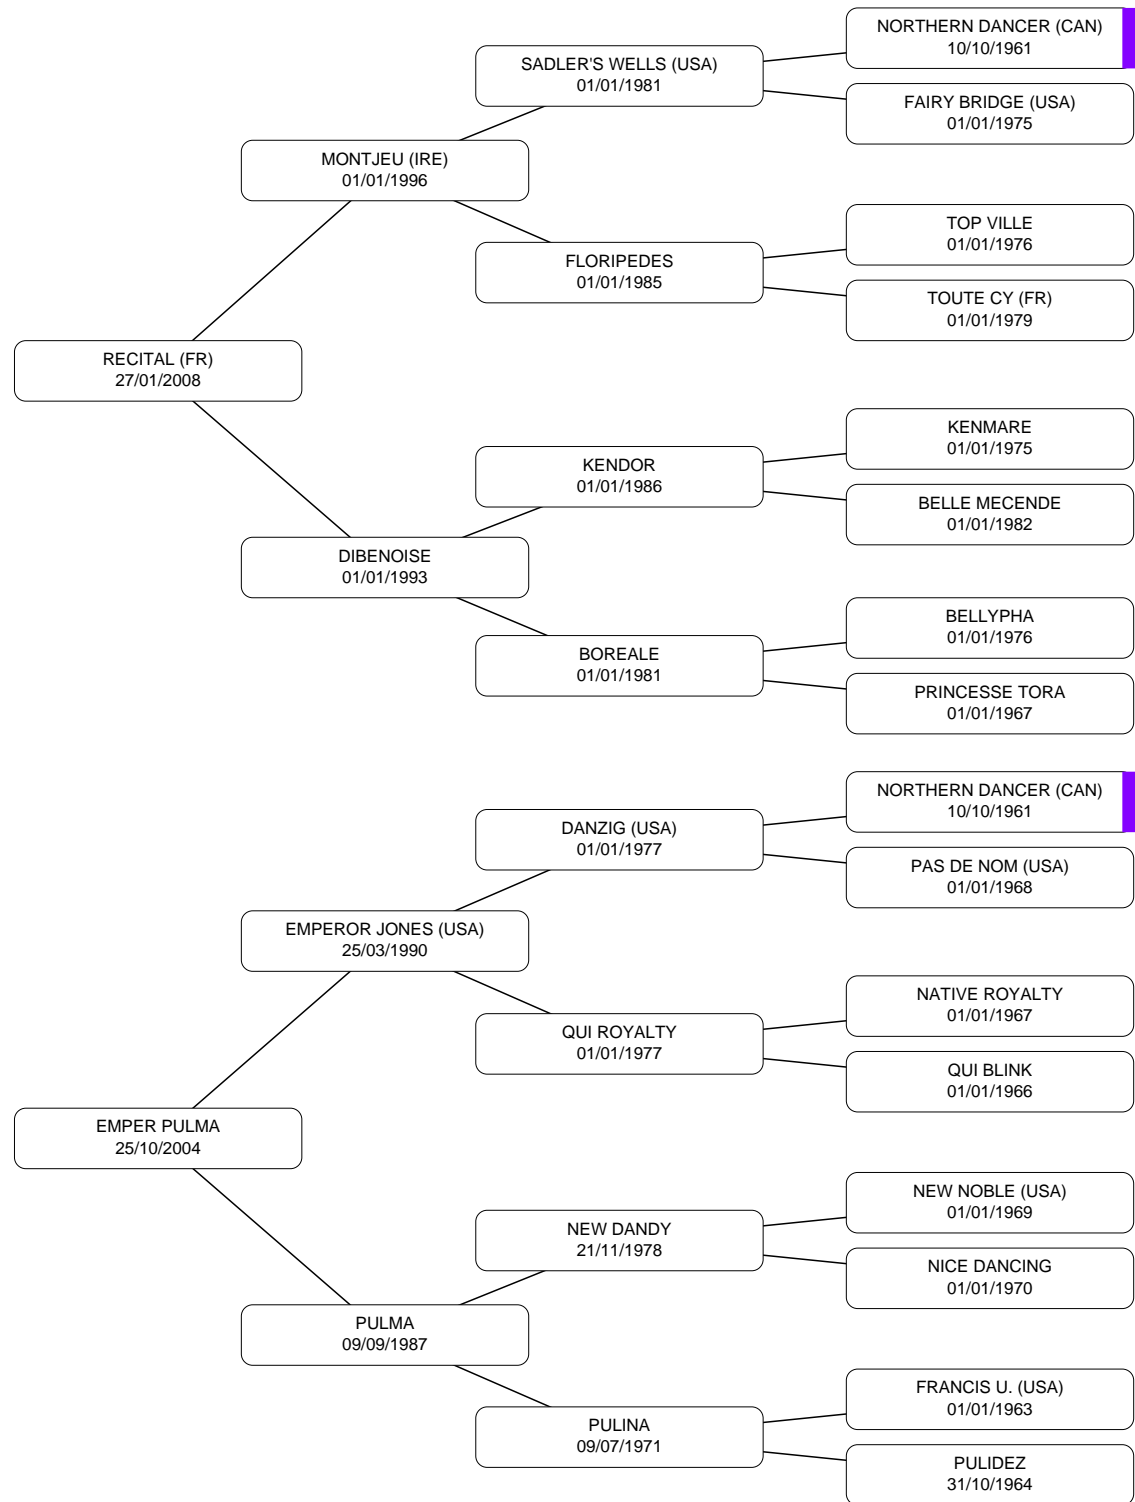 NORTHERN DANCER (CAN)
10/10/1961
SADLER'S WELLS (USA)
01/01/1981
FAIRY BRIDGE (USA)
01/01/1975
MONTJEU (IRE)
01/01/1996
TOP VILLE
01/01/1976
FLORIPEDES
01/01/1985
TOUTE CY (FR)
01/01/1979
RECITAL (FR)
27/01/2008
KENMARE
01/01/1975
KENDOR
01/01/1986
BELLE MECENDE
01/01/1982
DIBENOISE
01/01/1993
BELLYPHA
01/01/1976
BOREALE
01/01/1981
PRINCESSE TORA
01/01/1967
NORTHERN DANCER (CAN)
10/10/1961
DANZIG (USA)
01/01/1977
PAS DE NOM (USA)
01/01/1968
EMPEROR JONES (USA)
25/03/1990
NATIVE ROYALTY
01/01/1967
QUI ROYALTY
01/01/1977
QUI BLINK
01/01/1966
EMPER PULMA
25/10/2004
NEW NOBLE (USA)
01/01/1969
NEW DANDY
21/11/1978
NICE DANCING
01/01/1970
PULMA
09/09/1987
FRANCIS U. (USA)
01/01/1963
PULINA
09/07/1971
PULIDEZ
31/10/1964